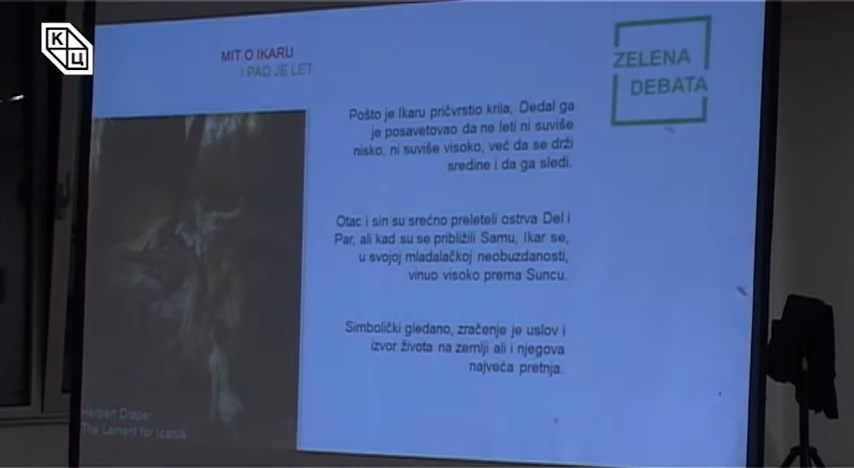 КЦ
MIT O IKARU
I PAD JE LET
ZELENA
DEBATA
Pošto je Ikaru pričvrstio krila, Dedal ga
je posavetovao da ne leti ni suviše
nisko, ni suviše visoko, već da se drži
sredine i da ga sledi.
Otac i sin su srećno preleteli ostrva Del i
Par, ali kad su se približili Samu, Ikar se,
u svojoj mladalačkoj neobuzdanosti,
vinuo visoko prema Suncu.
Simbolički gledano, zračenje je uslov i
izvor života na zemlji ali i njegova
najveća pretnja.
Herbert Draper
The Lament for Icarus